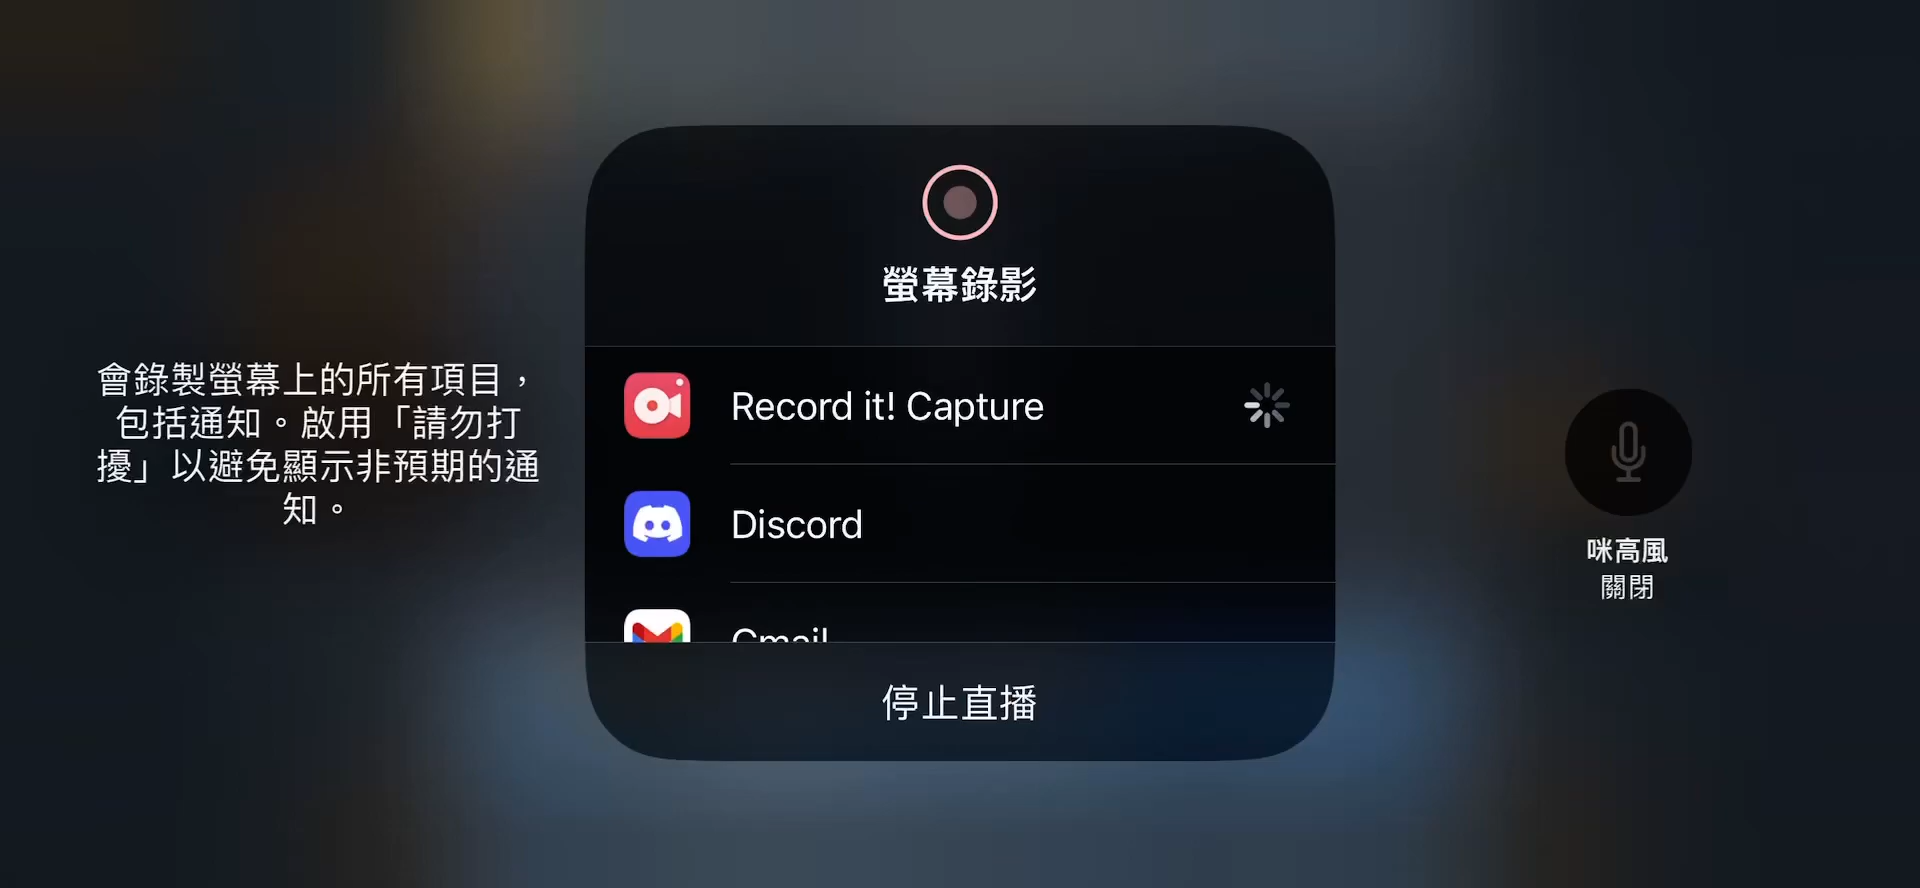 螢幕錄影
會錄製螢幕上的所有項目，
包括通知。啟用「請勿打
擾」以避免顯示非預期的通
知。
Record it! Capture
Discord
Gmail
停止直播
咪高風
關閉